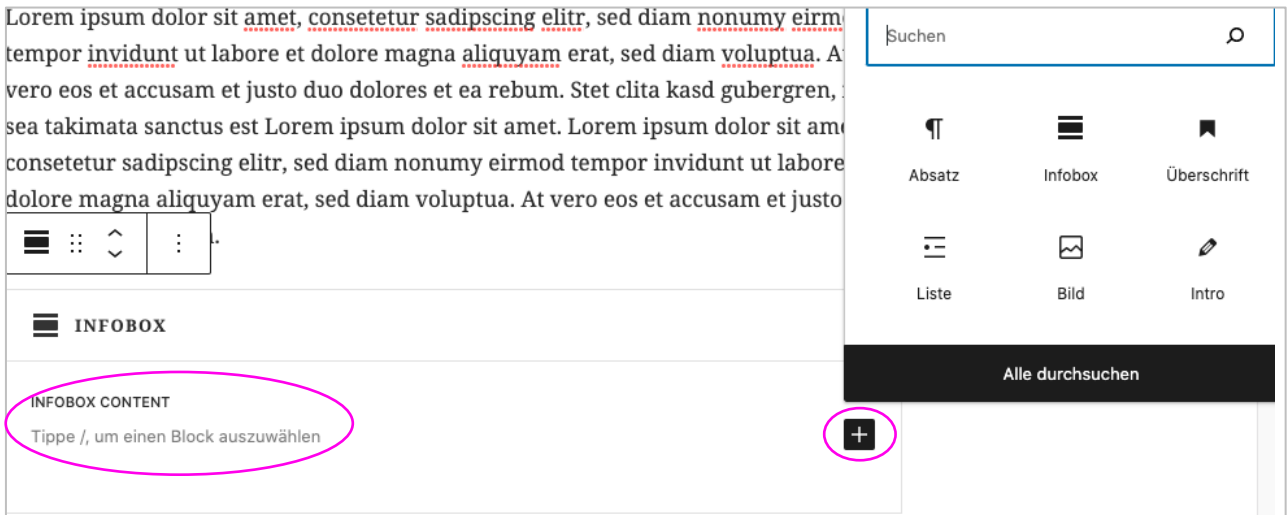 Lorem ipsum dolor sit amet, consetetur sadipscing elitr, sed diam nonumy eirm
tempor invidunt ut labore et dolore magna aliquyam erat, sed diam voluptua. A
vero eos et accusam et justo duo dolores et ea rebum. Stet clita kasd gubergren,
sea takimata sanctus est Lorem ipsum dolor sit amet. Lorem ipsum dolor sit ame
consetetur sadipscing elitr, sed diam nonumy eirmod tempor invidunt ut labore
dolore magna aliquyam erat, sed diam voluptua. At vero eos et accusam et justo
INFOBOX
INFOBOX CONTENT
Tippe /, um einen Block auszuwählen
Suchen
Absatz Infobox Überschrift
Liste Bild Intro
Alle durchsuchen